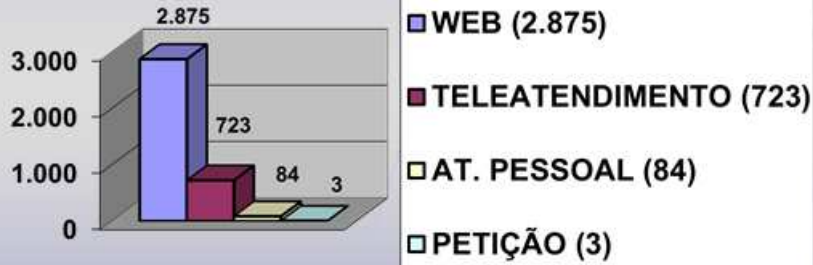 2.875
3.000
2.000
723
1.000
84
3
0
WEB (2.875)
TELEATENDIMENTO (723)
AT. PESSOAL (84)
PETIÇÃO (3)